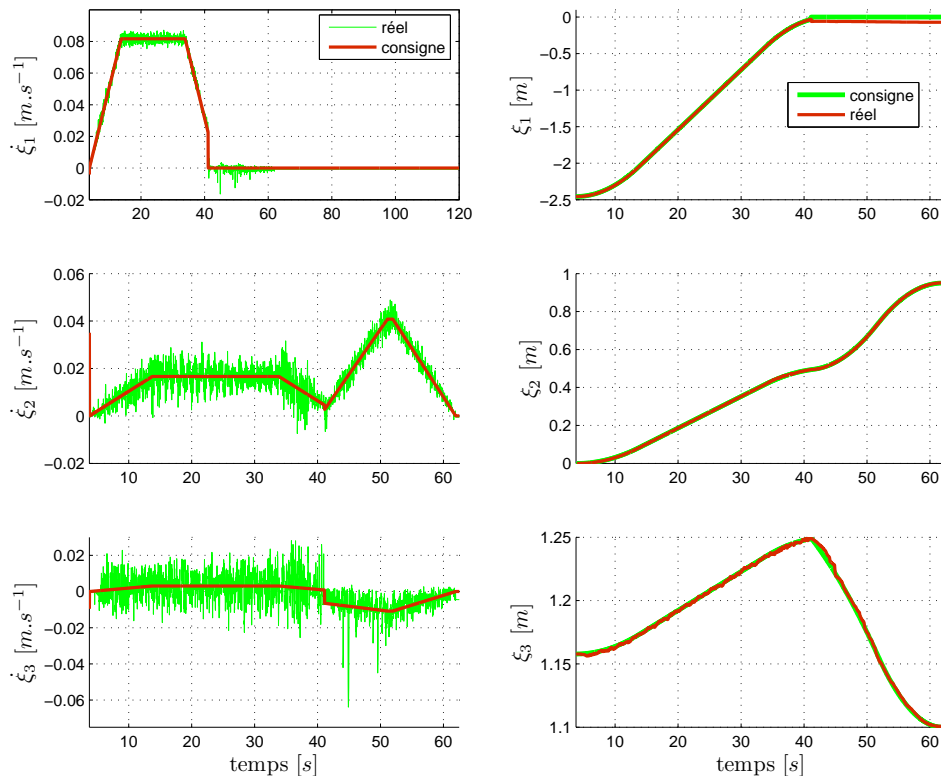 0.08
0.06
0.04
0.02
0
−0.02
ξ̇₁ [m.s⁻¹]
réel
consigne
20 40 60 80 100 120
0
−0.5
−1
−1.5
−2
−2.5
ξ₁ [m]
consigne
réel
10 20 30 40 50 60
0.06
0.04
0.02
0
−0.02
ξ̇₂ [m.s⁻¹]
10 20 30 40 50 60
1
0.8
0.6
0.4
0.2
0
ξ₂ [m]
10 20 30 40 50 60
0.02
0
−0.02
−0.04
−0.06
ξ̇₃ [m.s⁻¹]
10 20 30 40 50 60
temps [s]
1.25
1.2
1.15
1.1
ξ₃ [m]
10 20 30 40 50 60
temps [s]